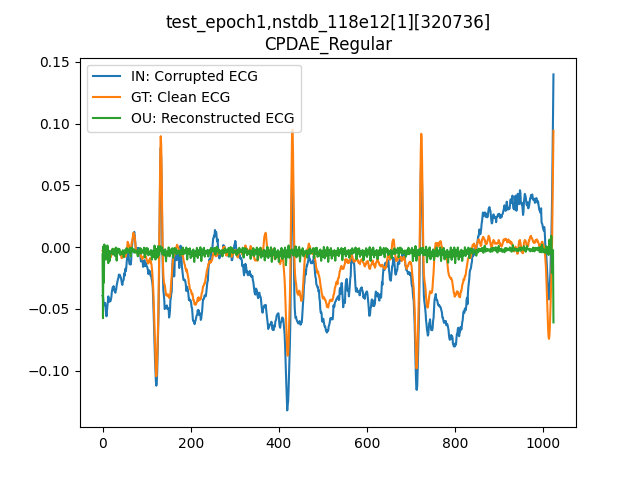 test_epoch1,nstdb_118e12[1][320736]
CPDAE_Regular
IN: Corrupted ECG
GT: Clean ECG
OU: Reconstructed ECG
0.15
0.10
0.05
0.00
−0.05
−0.10
0 200 400 600 800 1000